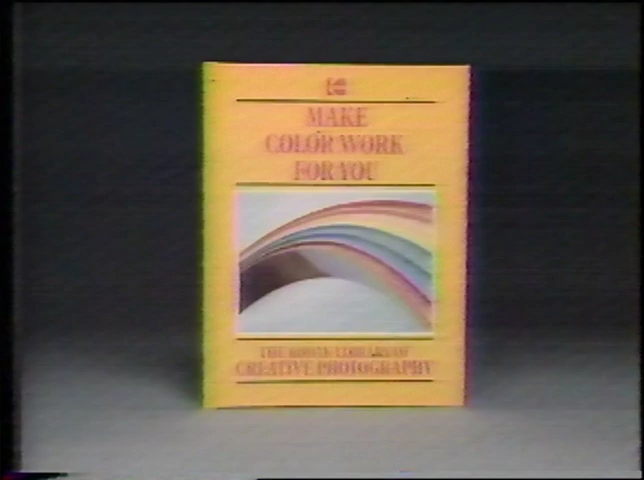 MAKE
COLOR WORK
FOR YOU
THE KODAK LIBRARY OF
CREATIVE PHOTOGRAPHY